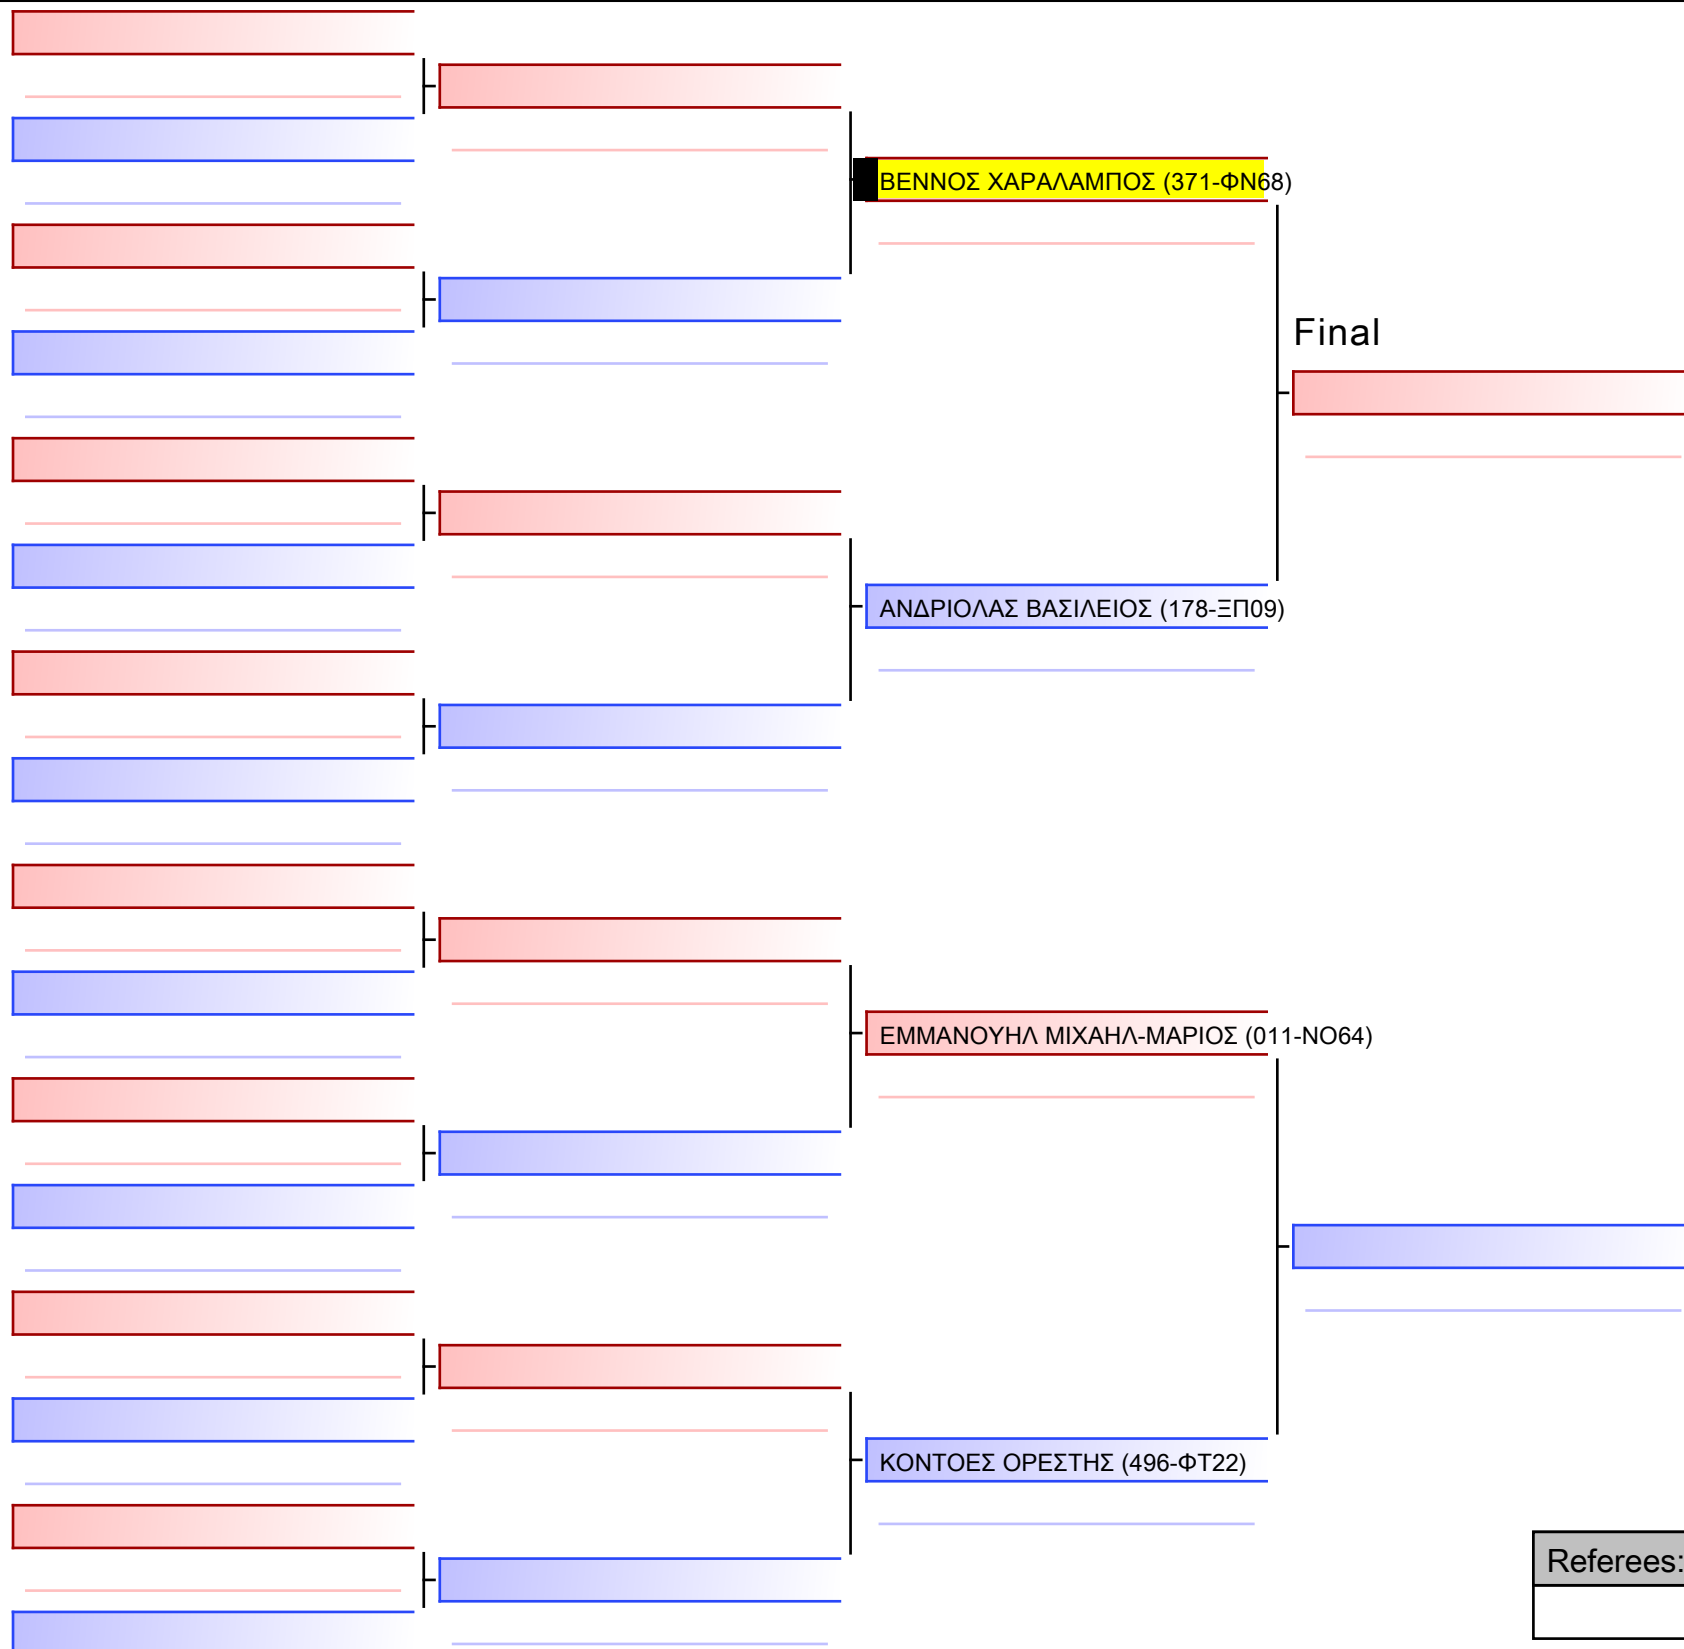 ΒΕΝΝΟΣ ΧΑΡΑΛΑΜΠΟΣ (371-ΦΝ68)
Final
ΑΝΔΡΙΟΛΑΣ ΒΑΣΙΛΕΙΟΣ (178-ΞΠ09)
ΕΜΜΑΝΟΥΗΛ ΜΙΧΑΗΛ-ΜΑΡΙΟΣ (011-ΝΟ64)
ΚΟΝΤΟΕΣ ΟΡΕΣΤΗΣ (496-ΦΤ22)
Referees: